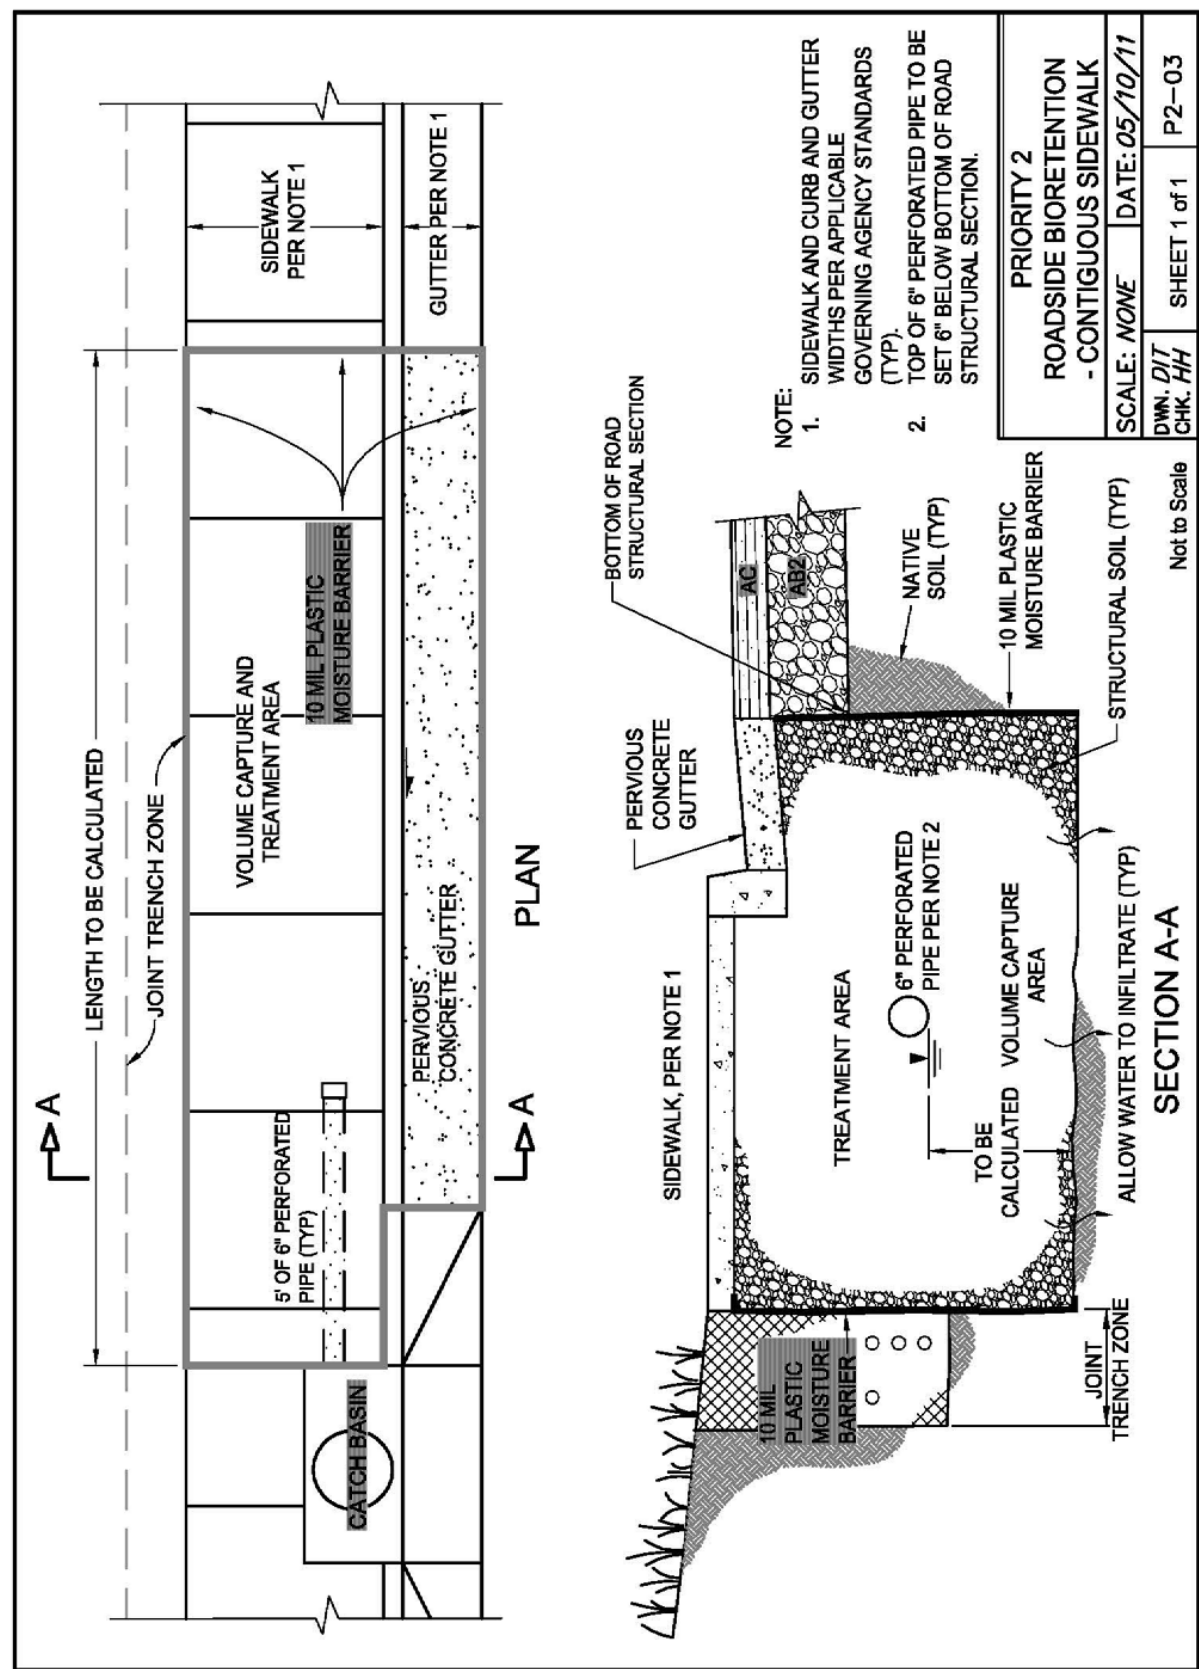 A
A
LENGTH TO BE CALCULATED
JOINT TRENCH ZONE
SIDEWALK
PER NOTE 1
GUTTER PER NOTE 1
VOLUME CAPTURE AND
TREATMENT AREA
10 MIL PLASTIC
MOISTURE BARRIER
5' OF 6" PERFORATED
PIPE (TYP)
PERVIOUS
CONCRETE GUTTER
CATCH BASIN
PLAN
SIDEWALK, PER NOTE 1
PERVIOUS
CONCRETE
GUTTER
BOTTOM OF ROAD
STRUCTURAL SECTION
AC
AB2
NATIVE
SOIL (TYP)
10 MIL PLASTIC
MOISTURE BARRIER
STRUCTURAL SOIL (TYP)
TREATMENT AREA
6" PERFORATED
PIPE PER NOTE 2
TO BE
CALCULATED
VOLUME CAPTURE
AREA
10 MIL
PLASTIC
MOISTURE
BARRIER
JOINT
TRENCH ZONE
ALLOW WATER TO INFILTRATE (TYP)
SECTION A-A
NOTE:
1. SIDEWALK AND CURB AND GUTTER
WIDTHS PER APPLICABLE
GOVERNING AGENCY STANDARDS
(TYP).
2. TOP OF 6" PERFORATED PIPE TO BE
SET 6" BELOW BOTTOM OF ROAD
STRUCTURAL SECTION.
Not to Scale
PRIORITY 2
ROADSIDE BIORETENTION
- CONTIGUOUS SIDEWALK
SCALE: NONE
DATE: 05/10/11
DWN. DIT
CHK. HH
SHEET 1 of 1
P2-03